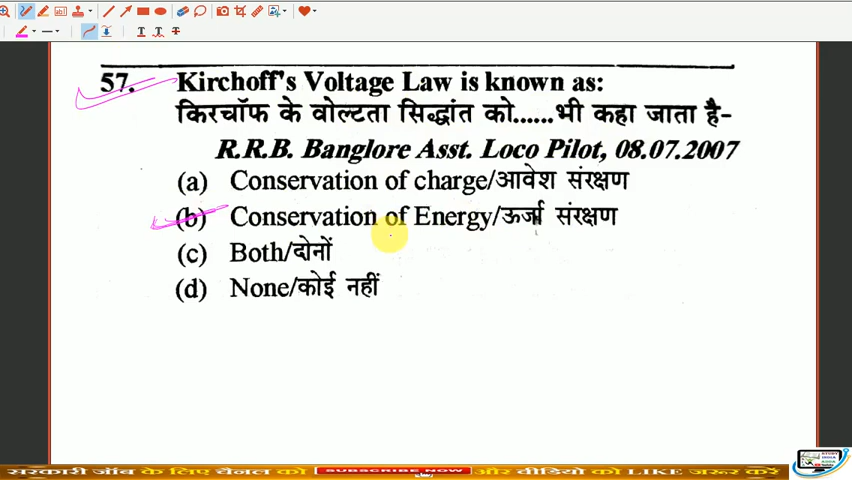 57. Kirchoff's Voltage Law is known as:
किरचॉफ के वोल्टता सिद्धांत को......भी कहा जाता है-
R.R.B. Banglore Asst. Loco Pilot, 08.07.2007
(a) Conservation of charge/आवेश संरक्षण
(b) Conservation of Energy/ऊर्जा संरक्षण
(c) Both/दोनों
(d) None/कोई नहीं
सरकारी जॉब के लिए चैनल को SUBSCRIBE NOW और वीडियो को LIKE जरूर करें